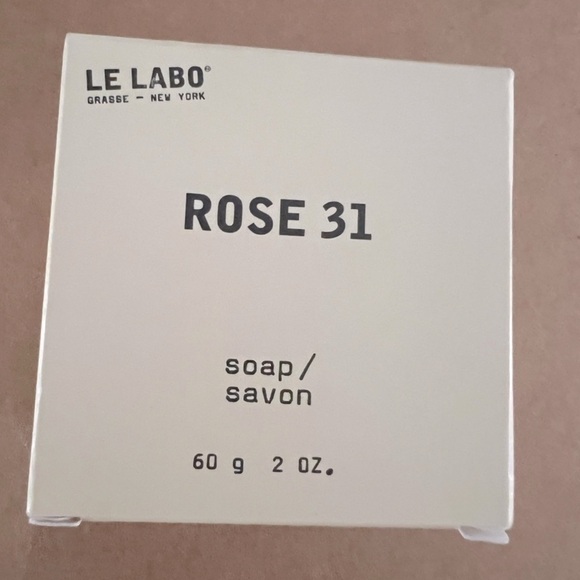 LE LABO®
GRASSE — NEW YORK
ROSE 31
soap/
savon
60 g 2 OZ.